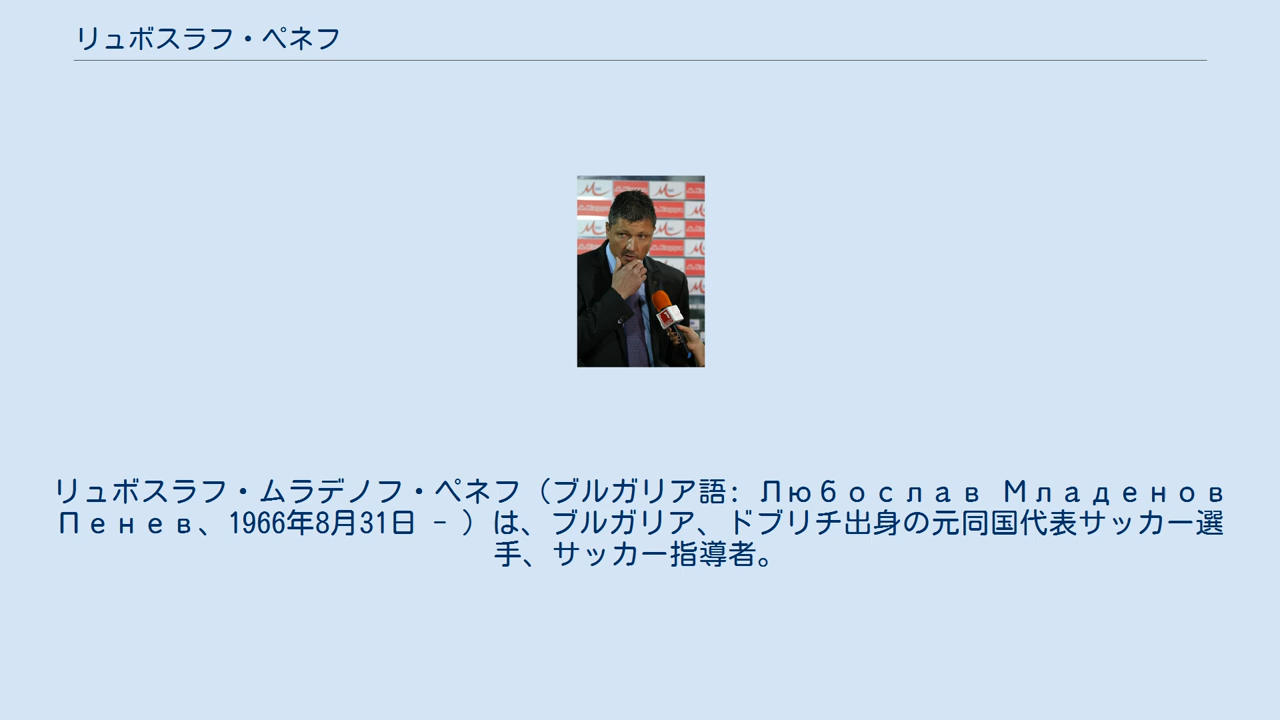 リュボスラフ・ペネフ
リュボスラフ・ムラデノフ・ペネフ（ブルガリア語: Любослав Младенов
Пенев、1966年8月31日 - ）は、ブルガリア、ドブリチ出身の元同国代表サッカー選
手、サッカー指導者。